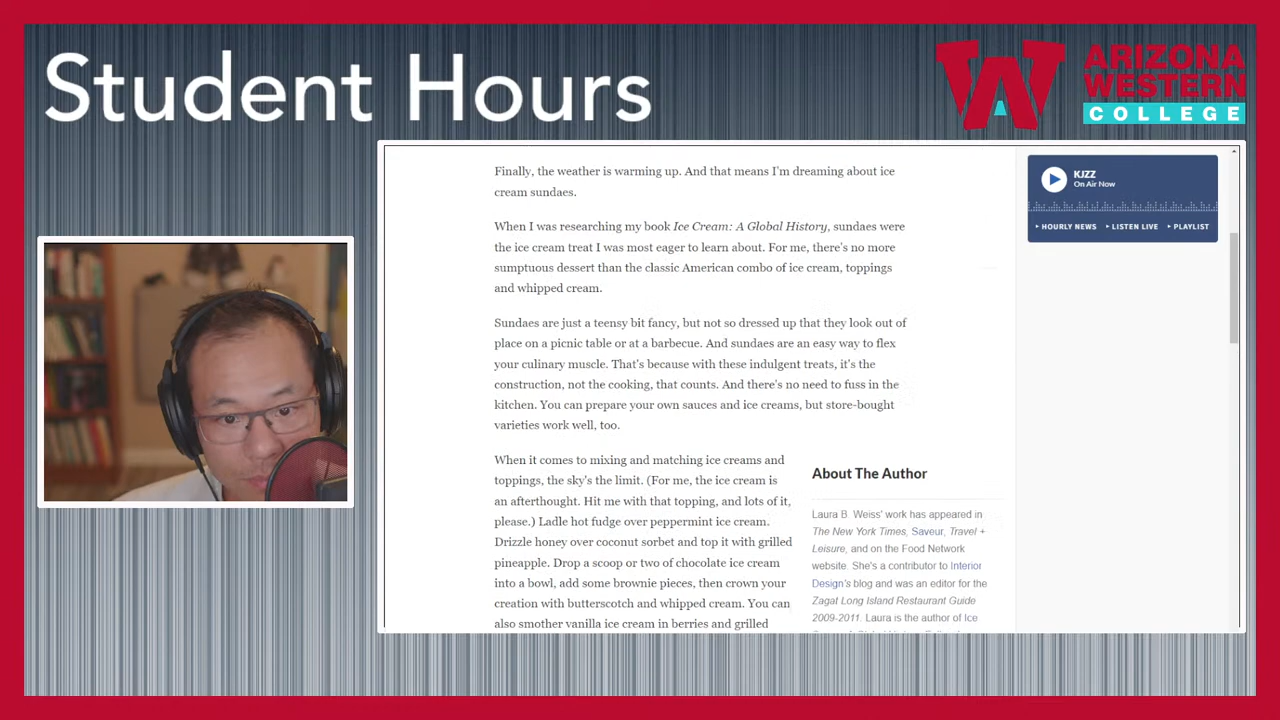 Student Hours
ARIZONA
WESTERN
COLLEGE
Finally, the weather is warming up. And that means I'm dreaming about ice
cream sundaes.
When I was researching my book Ice Cream: A Global History, sundaes were
the ice cream treat I was most eager to learn about. For me, there's no more
sumptuous dessert than the classic American combo of ice cream, toppings
and whipped cream.
Sundaes are just a teensy bit fancy, but not so dressed up that they look out of
place on a picnic table or at a barbecue. And sundaes are an easy way to flex
your culinary muscle. That's because with these indulgent treats, it's the
construction, not the cooking, that counts. And there's no need to fuss in the
kitchen. You can prepare your own sauces and ice creams, but store-bought
varieties work well, too.
When it comes to mixing and matching ice creams and
toppings, the sky's the limit. (For me, the ice cream is
an afterthought. Hit me with that topping, and lots of it,
please.) Ladle hot fudge over peppermint ice cream.
Drizzle honey over coconut sorbet and top it with grilled
pineapple. Drop a scoop or two of chocolate ice cream
into a bowl, add some brownie pieces, then crown your
creation with butterscotch and whipped cream. You can
also smother vanilla ice cream in berries and grilled
About The Author
Laura B. Weiss' work has appeared in
The New York Times, Saveur, Travel +
Leisure, and on the Food Network
website. She's a contributor to Interior
Design's blog and was an editor for the
Zagat Long Island Restaurant Guide
2009-2011. Laura is the author of Ice
KJZZ
On Air Now
HOURLY NEWS
LISTEN LIVE
PLAYLIST